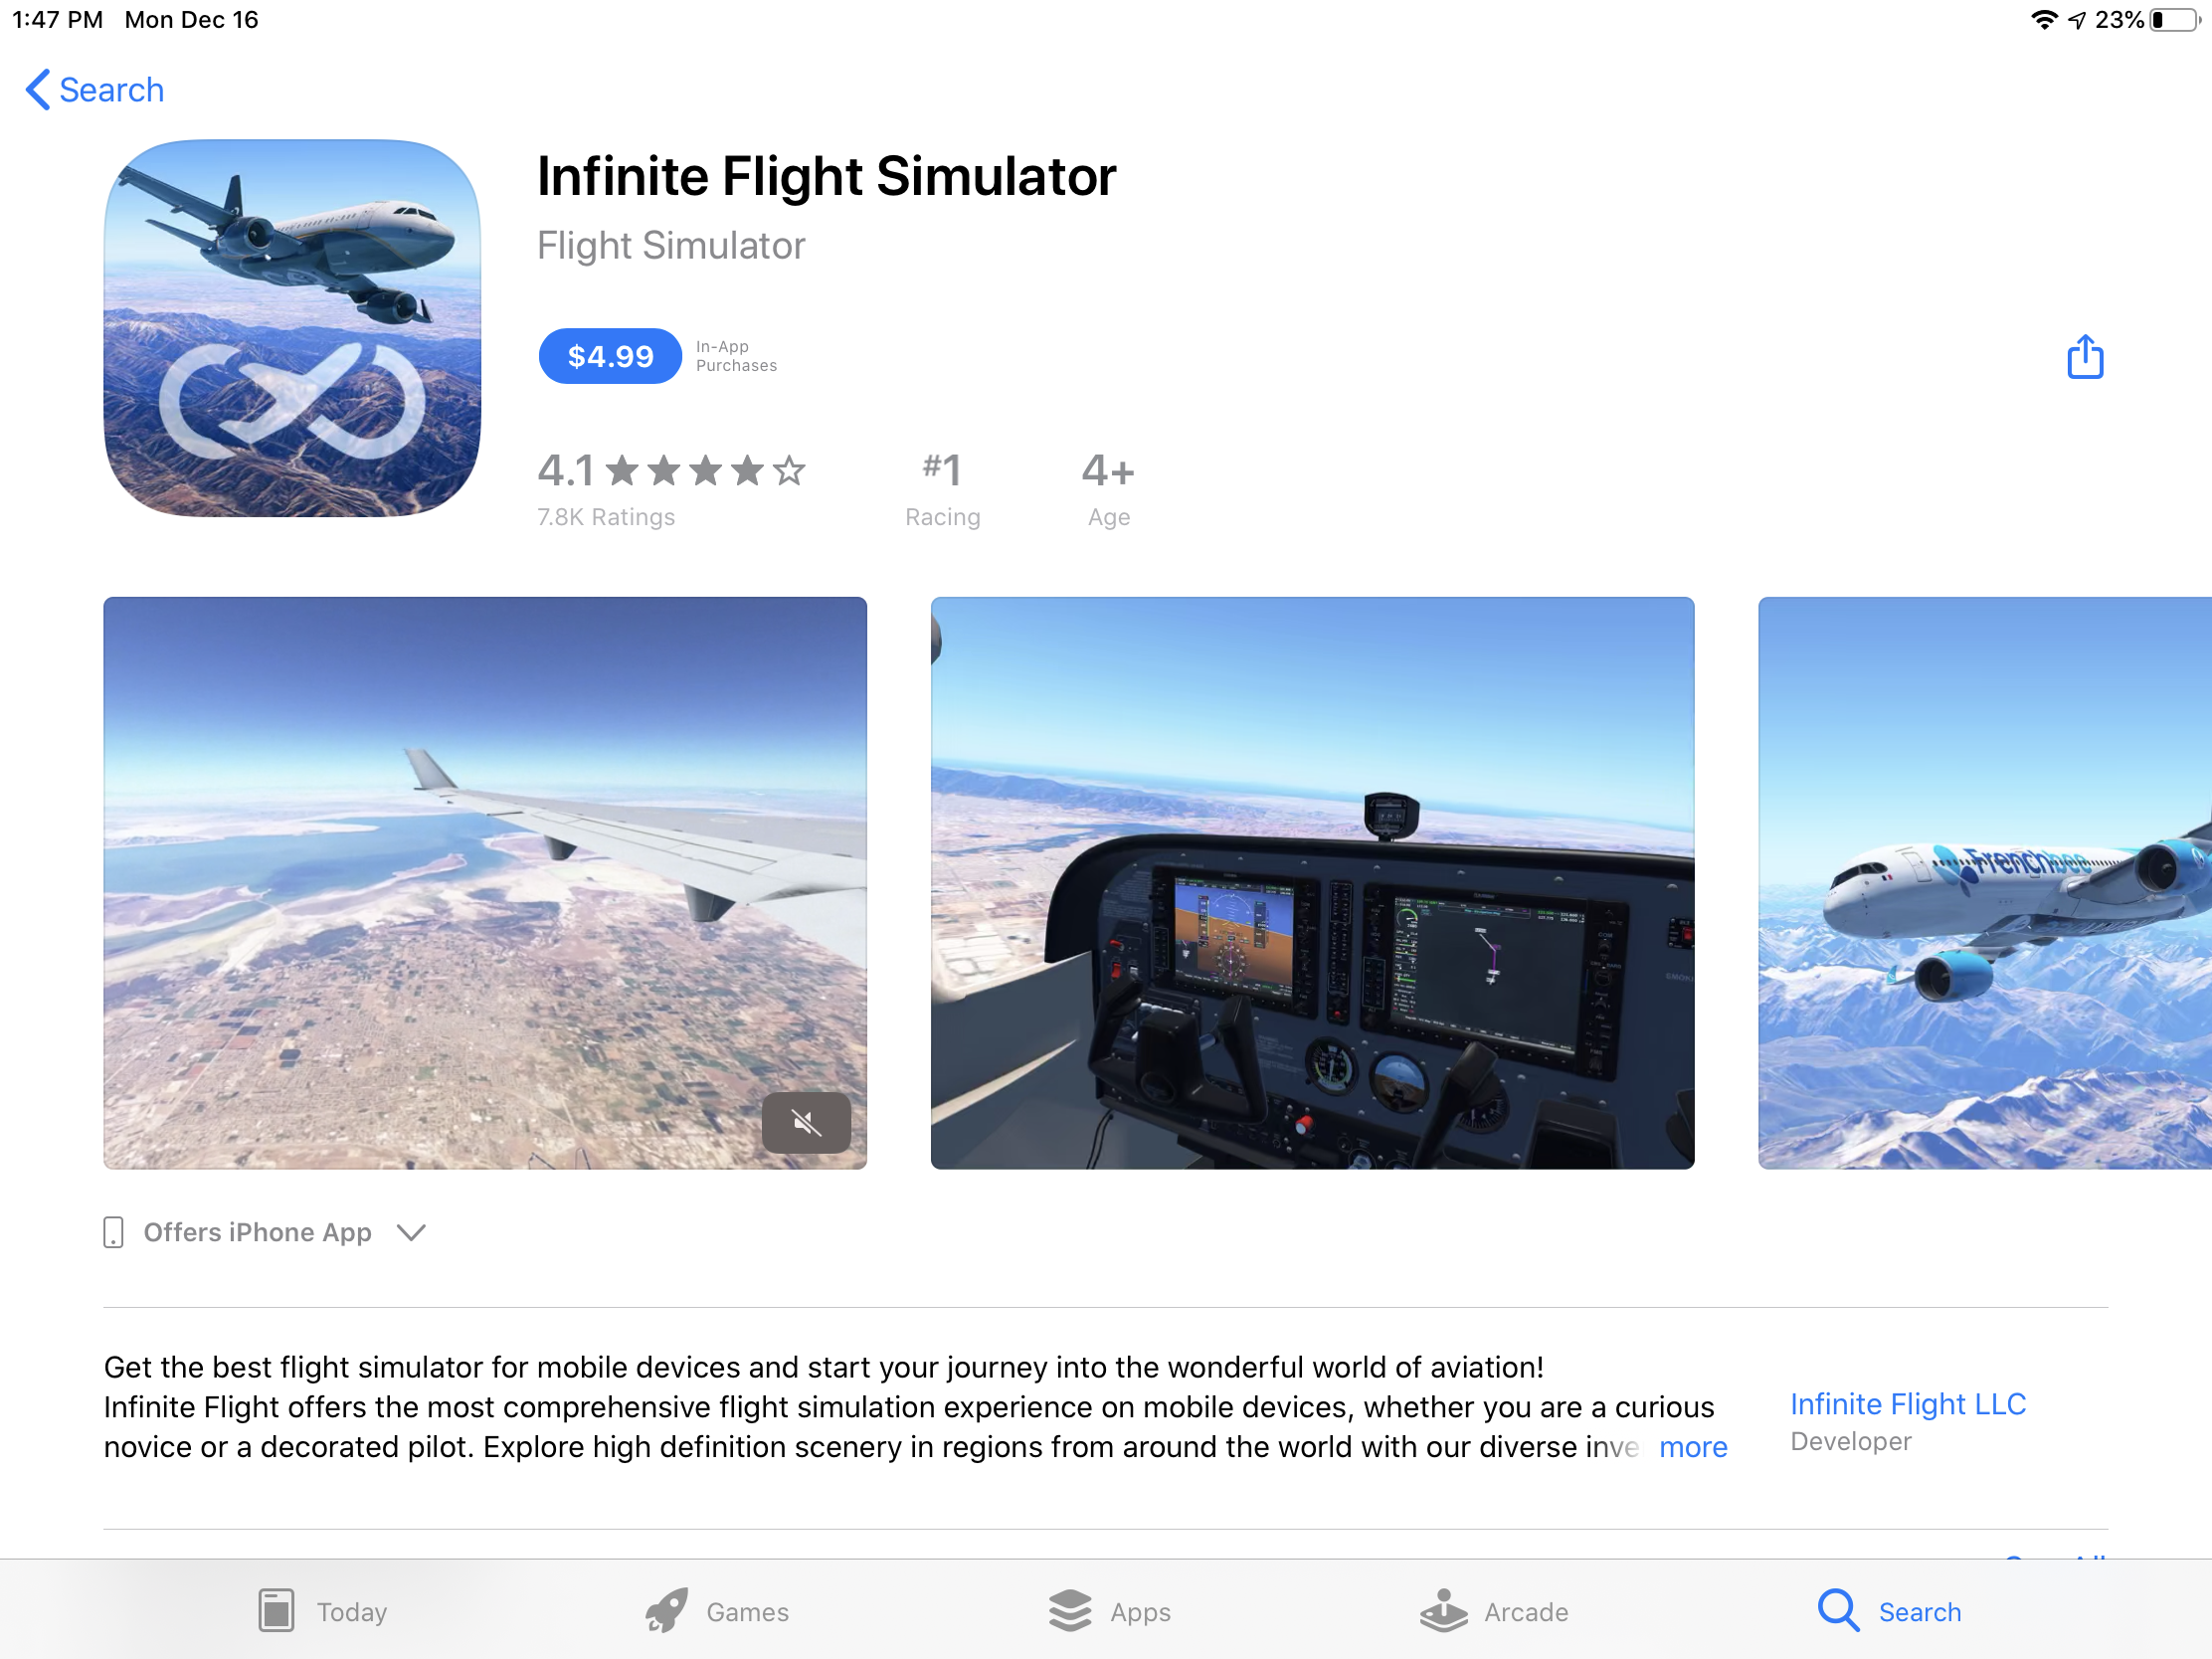 1:47 PM Mon Dec 16
23%
Search
Infinite Flight Simulator
Flight Simulator
$4.99
In-App
Purchases
4.1
#1
4+
7.8K Ratings
Racing
Age
Frenchbee
Offers iPhone App
Get the best flight simulator for mobile devices and start your journey into the wonderful world of aviation!
Infinite Flight offers the most comprehensive flight simulation experience on mobile devices, whether you are a curious
novice or a decorated pilot. Explore high definition scenery in regions from around the world with our diverse inve more
Infinite Flight LLC
Developer
Today
Games
Apps
Arcade
Search